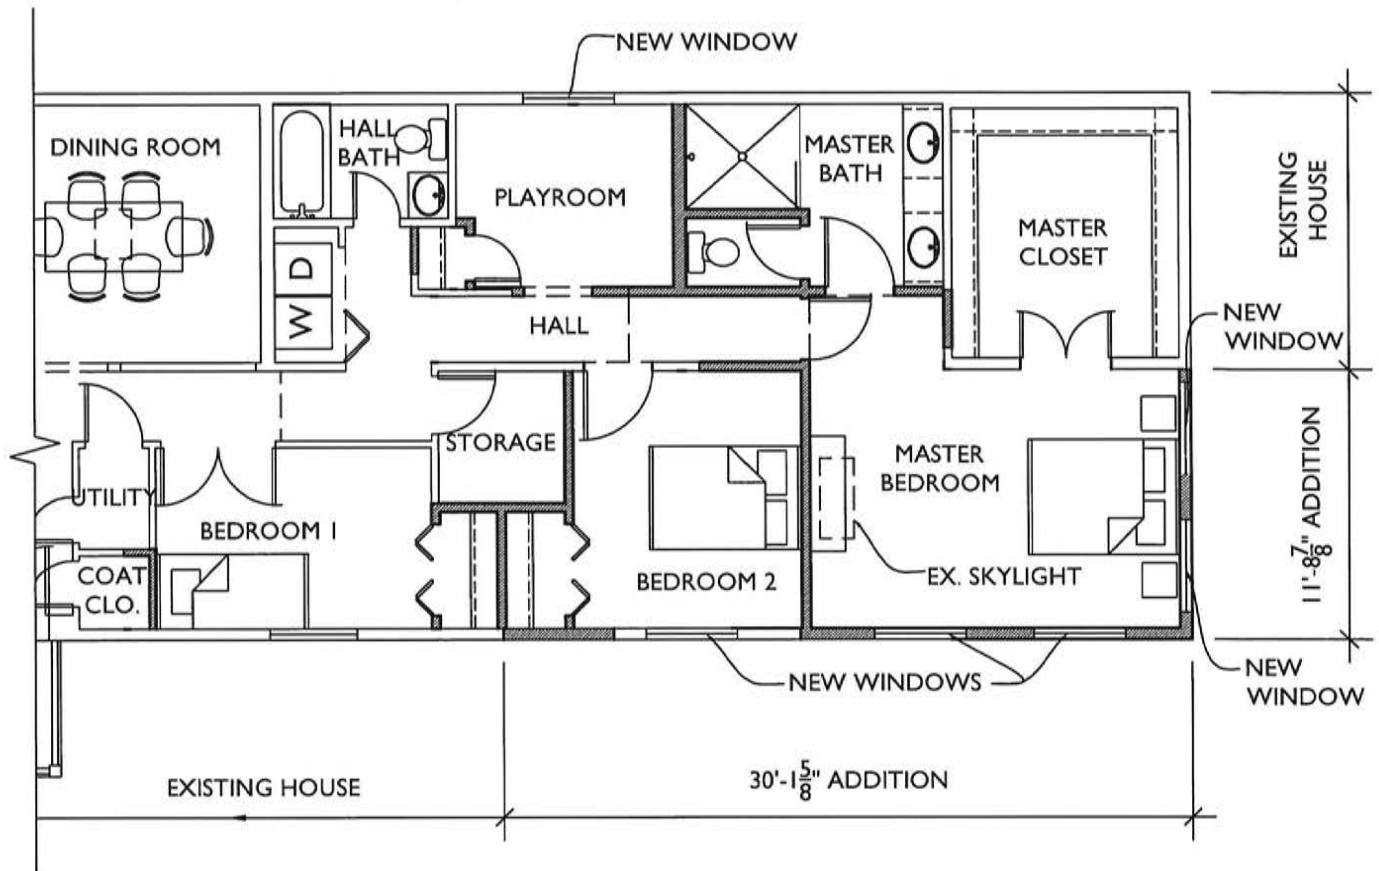 NEW WINDOW
DINING ROOM
HALL
BATH
PLAYROOM
MASTER
BATH
MASTER
CLOSET
EXISTING
HOUSE
D
W
HALL
NEW
WINDOW
UTILITY
STORAGE
BEDROOM 1
MASTER
BEDROOM
11'-8 7/8" ADDITION
COAT
CLO.
BEDROOM 2
EX. SKYLIGHT
NEW WINDOWS
NEW
WINDOW
EXISTING HOUSE
30'-1 5/8" ADDITION